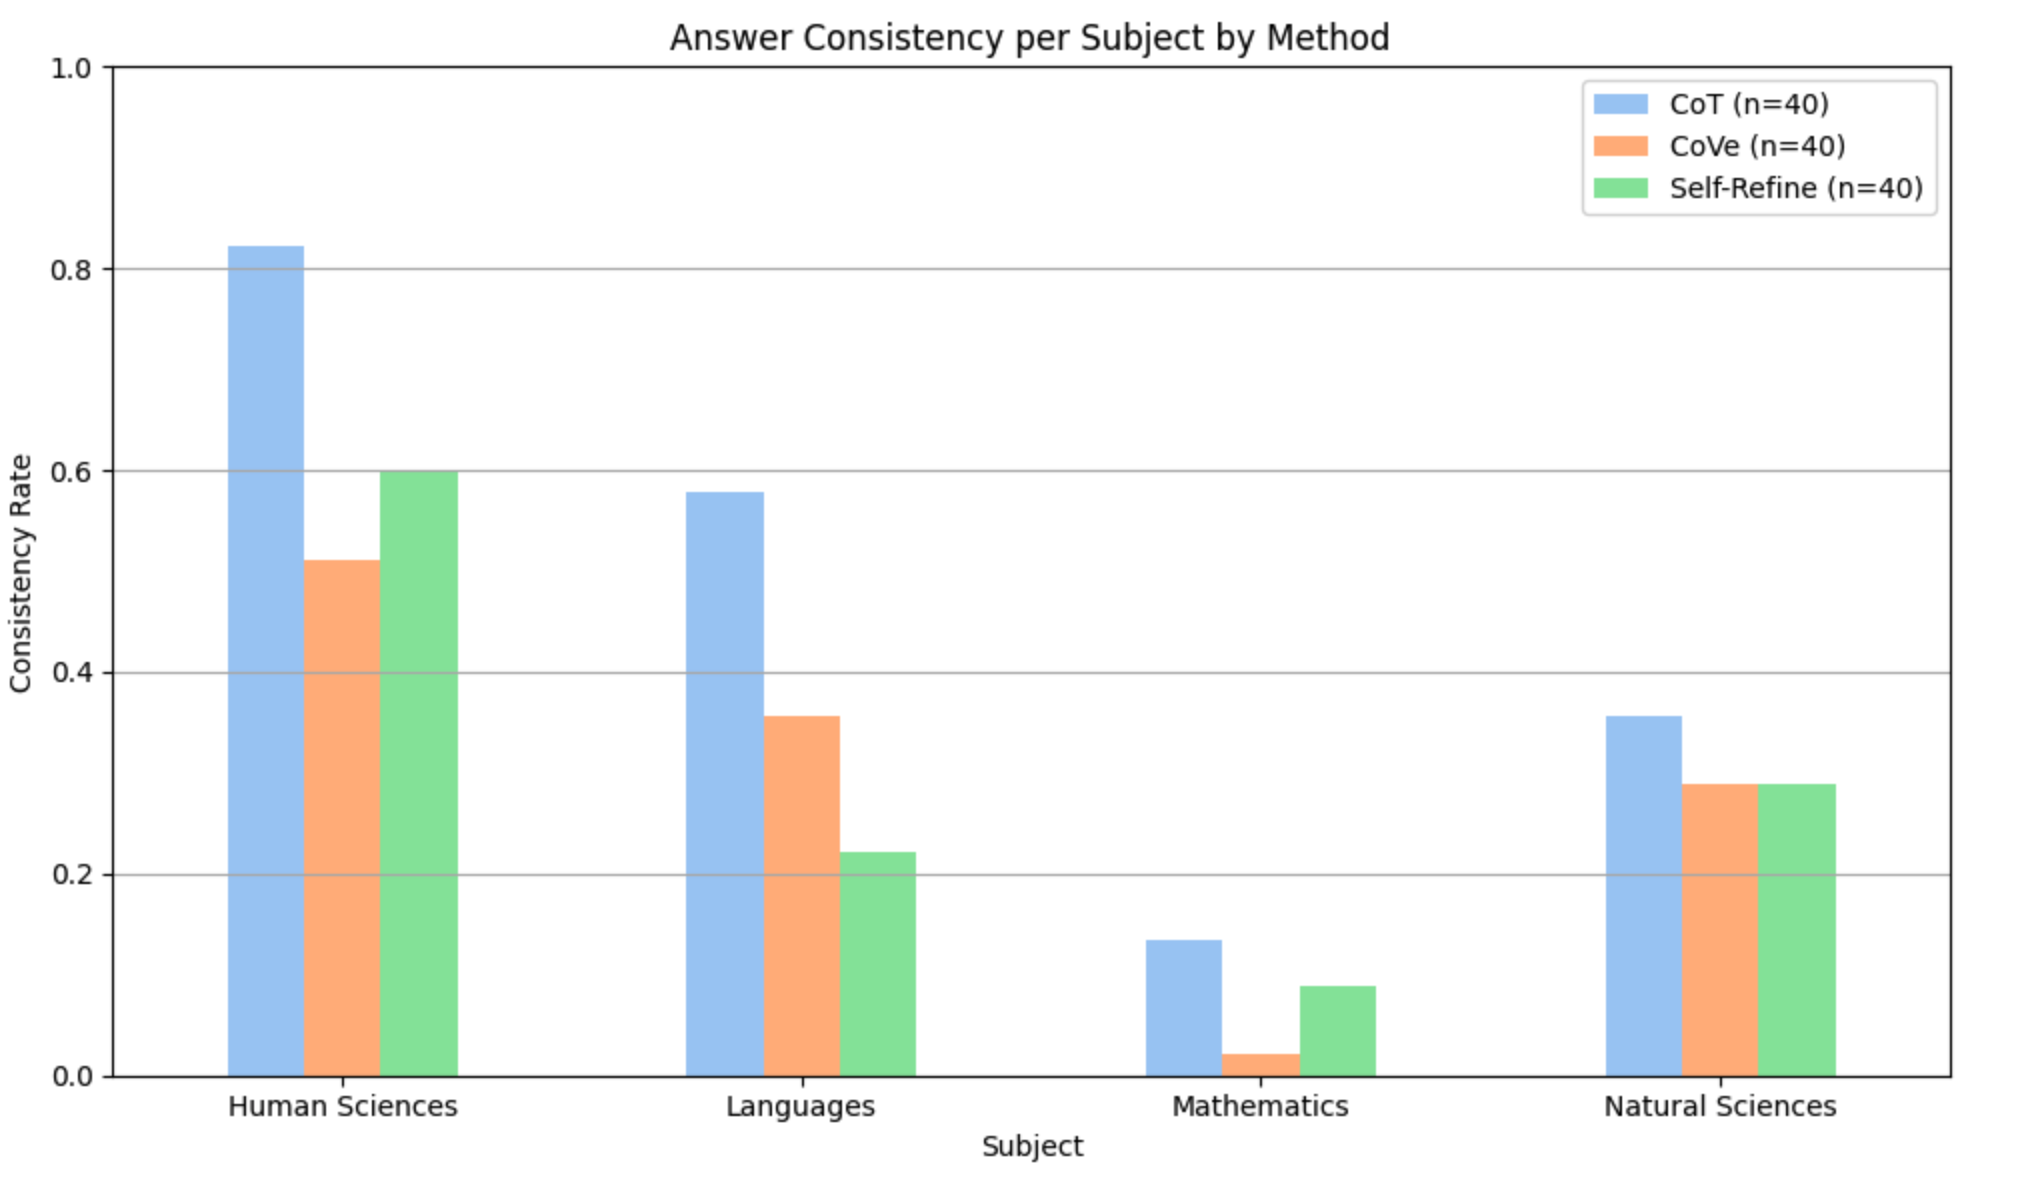 Answer Consistency per Subject by Method
CoT (n=40)
CoVe (n=40)
Self-Refine (n=40)
Consistency Rate
1.0
0.8
0.6
0.4
0.2
0.0
Human Sciences
Languages
Mathematics
Natural Sciences
Subject